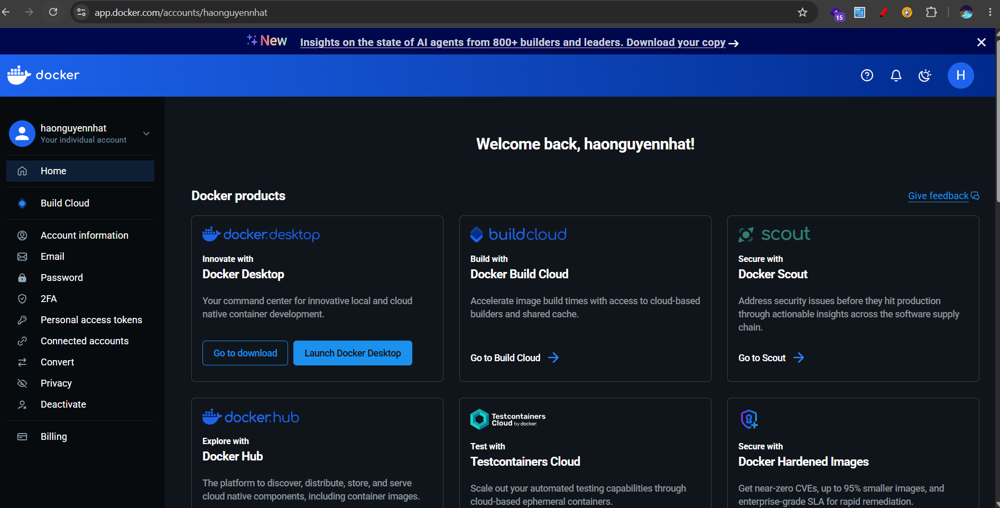 app.docker.com/accounts/haonguyennhat
15
New
Insights on the state of AI agents from 800+ builders and leaders. Download your copy →
docker
H
haonguyennhat
Your individual account
Home
Build Cloud
Account information
Email
Password
2FA
Personal access tokens
Connected accounts
Convert
Privacy
Deactivate
Billing
Welcome back, haonguyennhat!
Docker products
Give feedback
docker.desktop
Innovate with
Docker Desktop
Your command center for innovative local and cloud
native container development.
Go to download
Launch Docker Desktop
buildcloud
Build with
Docker Build Cloud
Accelerate image build times with access to cloud-based
builders and shared cache.
Go to Build Cloud →
scout
Secure with
Docker Scout
Address security issues before they hit production
through actionable insights across the software supply
chain.
Go to Scout →
docker.hub
Explore with
Docker Hub
The platform to discover, distribute, store, and serve
cloud native components, including container images.
Testcontainers
Cloud by docker.
Test with
Testcontainers Cloud
Scale out your automated testing capabilities through
cloud-based ephemeral containers.
Secure with
Docker Hardened Images
Get near-zero CVEs, up to 95% smaller images, and
enterprise-grade SLA for rapid remediation.